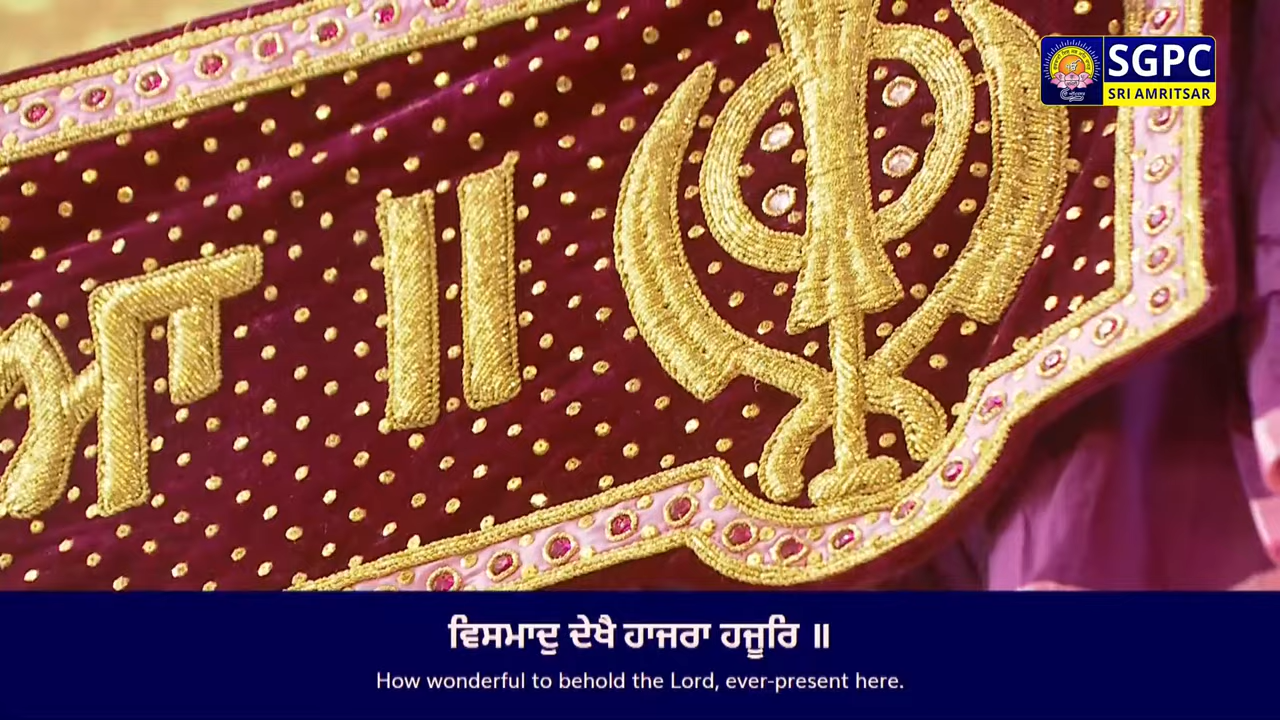 SGPC
SRI AMRITSAR
ਆ ॥
ਵਿਸਮਾਦੁ ਦੇਖੈ ਹਾਜਰਾ ਹਜੂਰਿ ॥
How wonderful to behold the Lord, ever-present here.